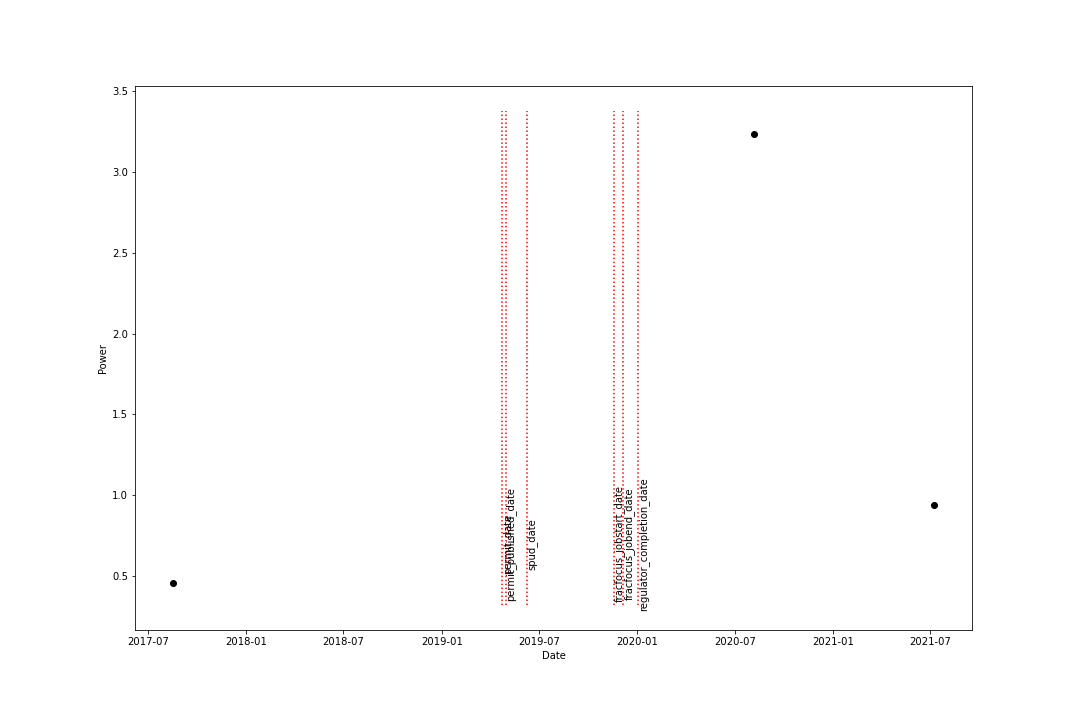 3.5
3.0
2.5
2.0
1.5
1.0
0.5
Power
permit_date
permit_published_date
spud_date
fracfocus_jobstart_date
fracfocus_jobend_date
regulator_completion_date
2017-07
2018-01
2018-07
2019-01
2019-07
2020-01
2020-07
2021-01
2021-07
Date